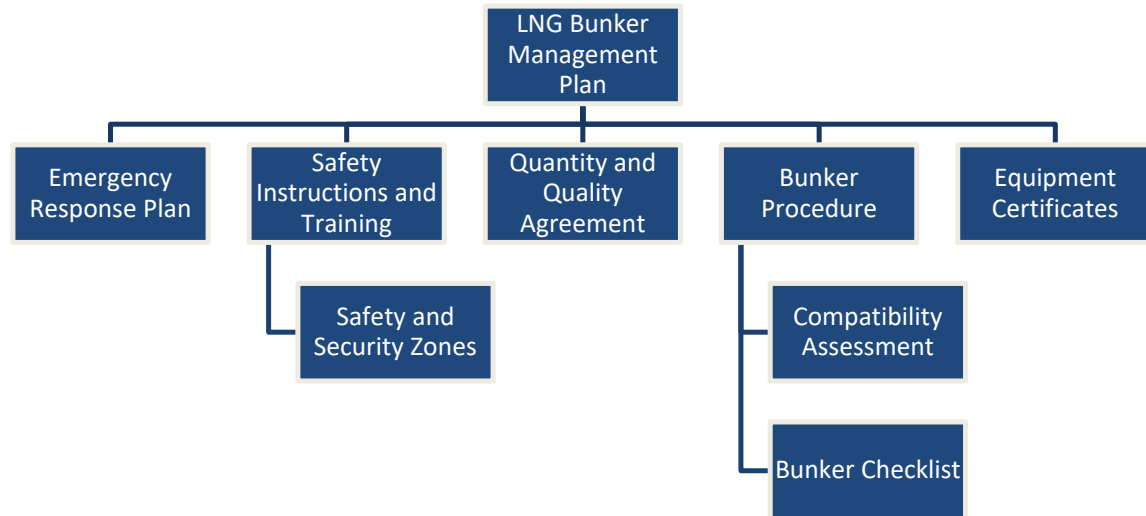 LNG Bunker
Management
Plan
Emergency
Response Plan
Safety
Instructions and
Training
Quantity and
Quality
Agreement
Bunker
Procedure
Equipment
Certificates
Safety and
Security Zones
Compatibility
Assessment
Bunker Checklist